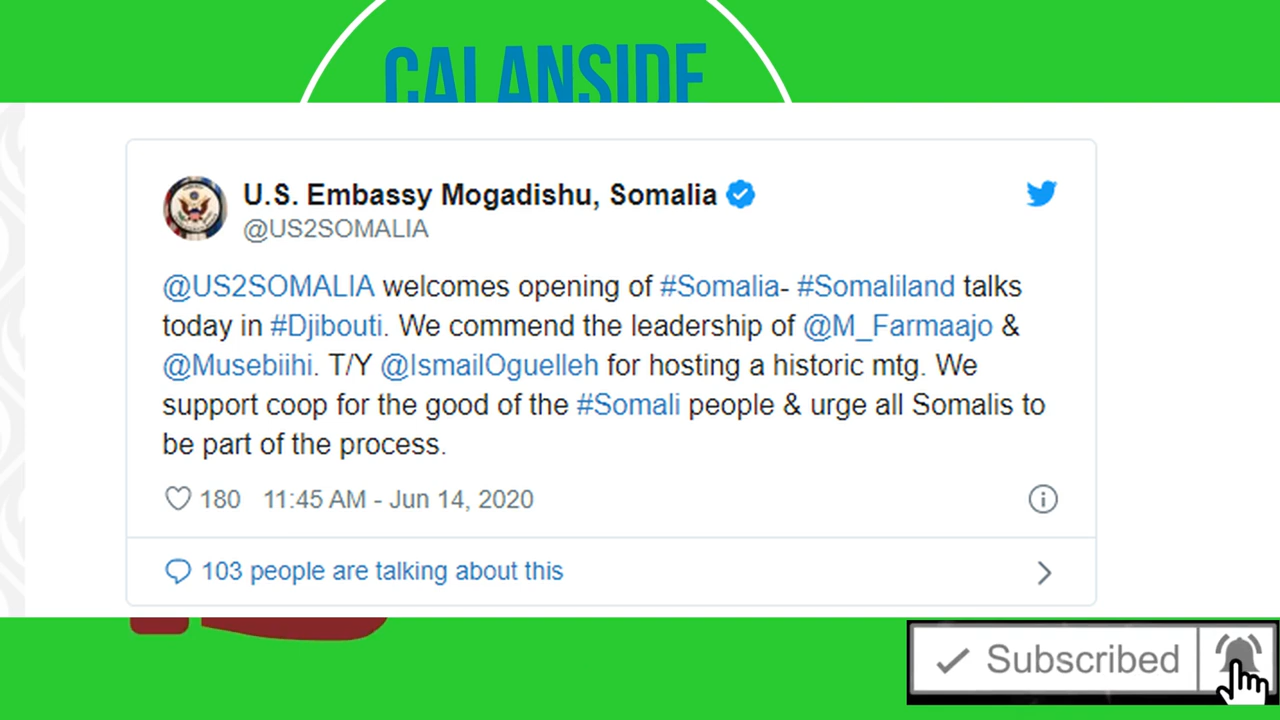 CALANSIDE
U.S. Embassy Mogadishu, Somalia
@US2SOMALIA
@US2SOMALIA welcomes opening of #Somalia- #Somaliland talks
today in #Djibouti. We commend the leadership of @M_Farmaajo &
@Musebiihi. T/Y @IsmailOguelleh for hosting a historic mtg. We
support coop for the good of the #Somali people & urge all Somalis to
be part of the process.
180 11:45 AM - Jun 14, 2020
103 people are talking about this
Subscribed